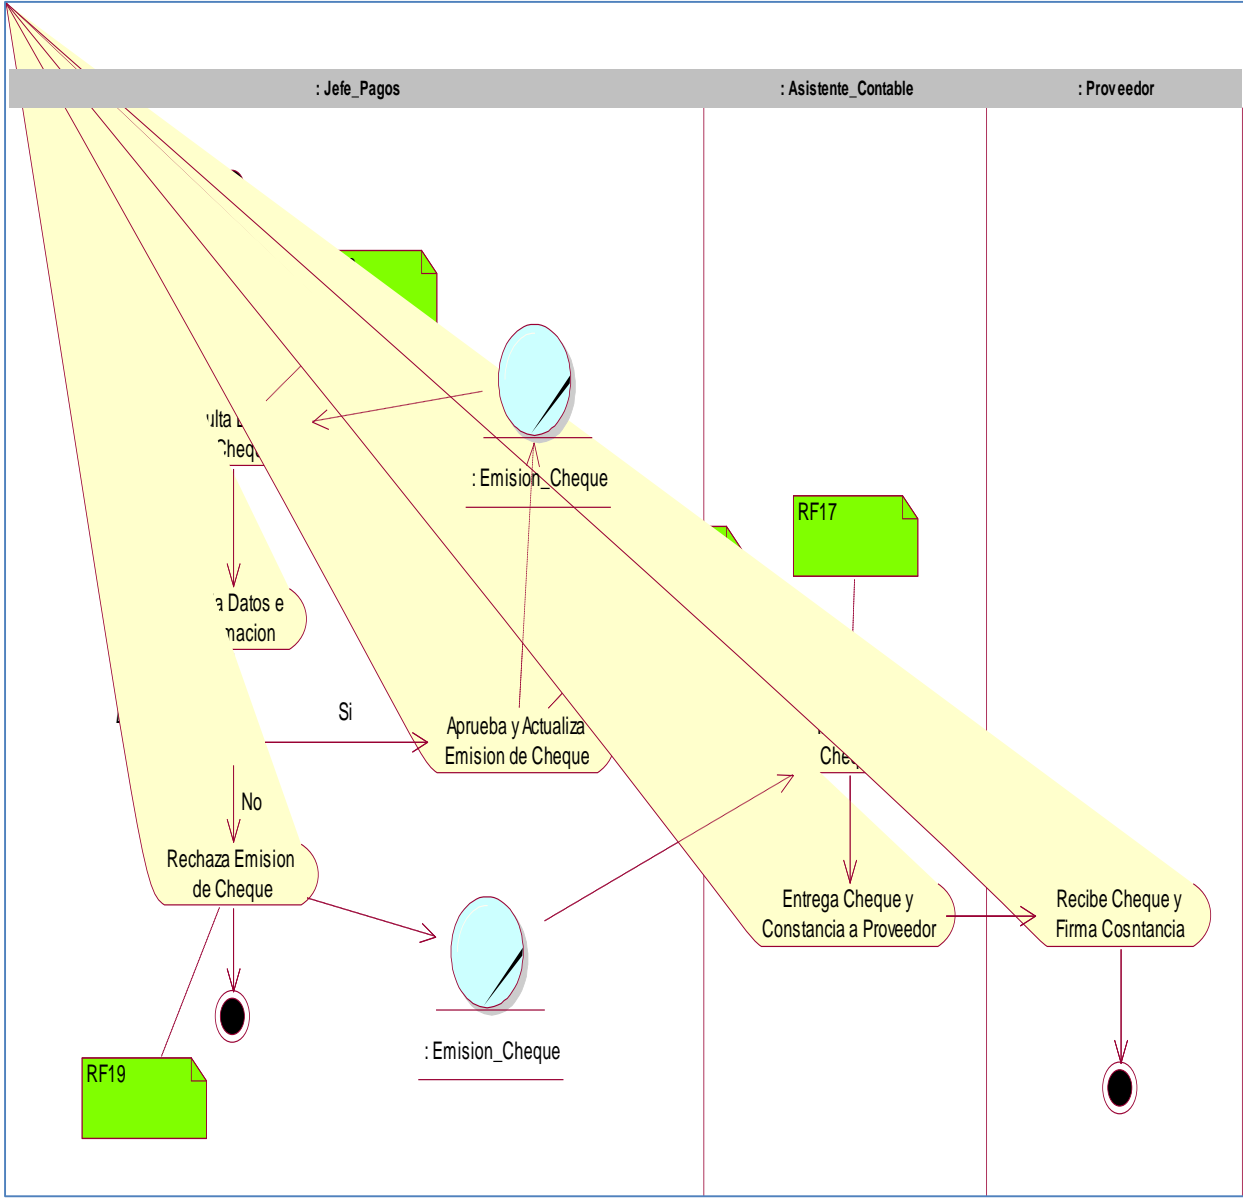 : Jefe_Pagos
: Asistente_Contable
: Proveedor
: Emision_Cheque
RF17
Datos e
Si
Aprueba y Actualiza
Emision de Cheque
No
Rechaza Emision
de Cheque
Entrega Cheque y
Constancia a Proveedor
Recibe Cheque y
Firma Cosntancia
: Emision_Cheque
RF19